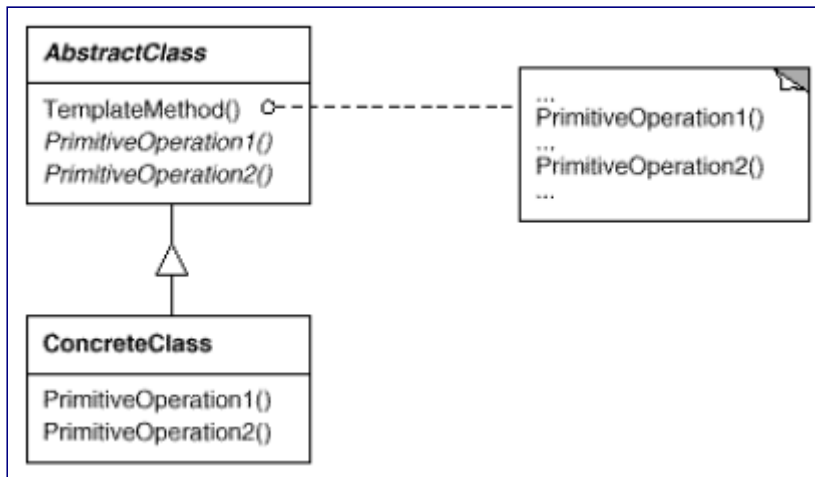 AbstractClass
TemplateMethod()
PrimitiveOperation1()
PrimitiveOperation2()
...
PrimitiveOperation1()
...
PrimitiveOperation2()
...
ConcreteClass
PrimitiveOperation1()
PrimitiveOperation2()